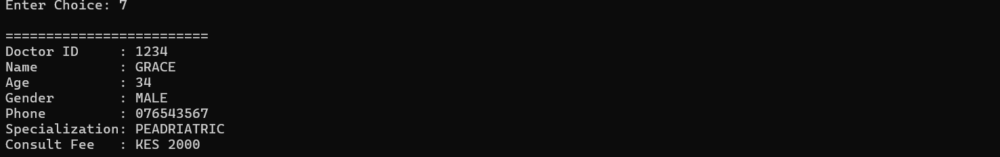 Enter Choice: 7
=========================
Doctor ID     : 1234
Name          : GRACE
Age           : 34
Gender        : MALE
Phone         : 076543567
Specialization: PEADRIATRIC
Consult Fee   : KES 2000